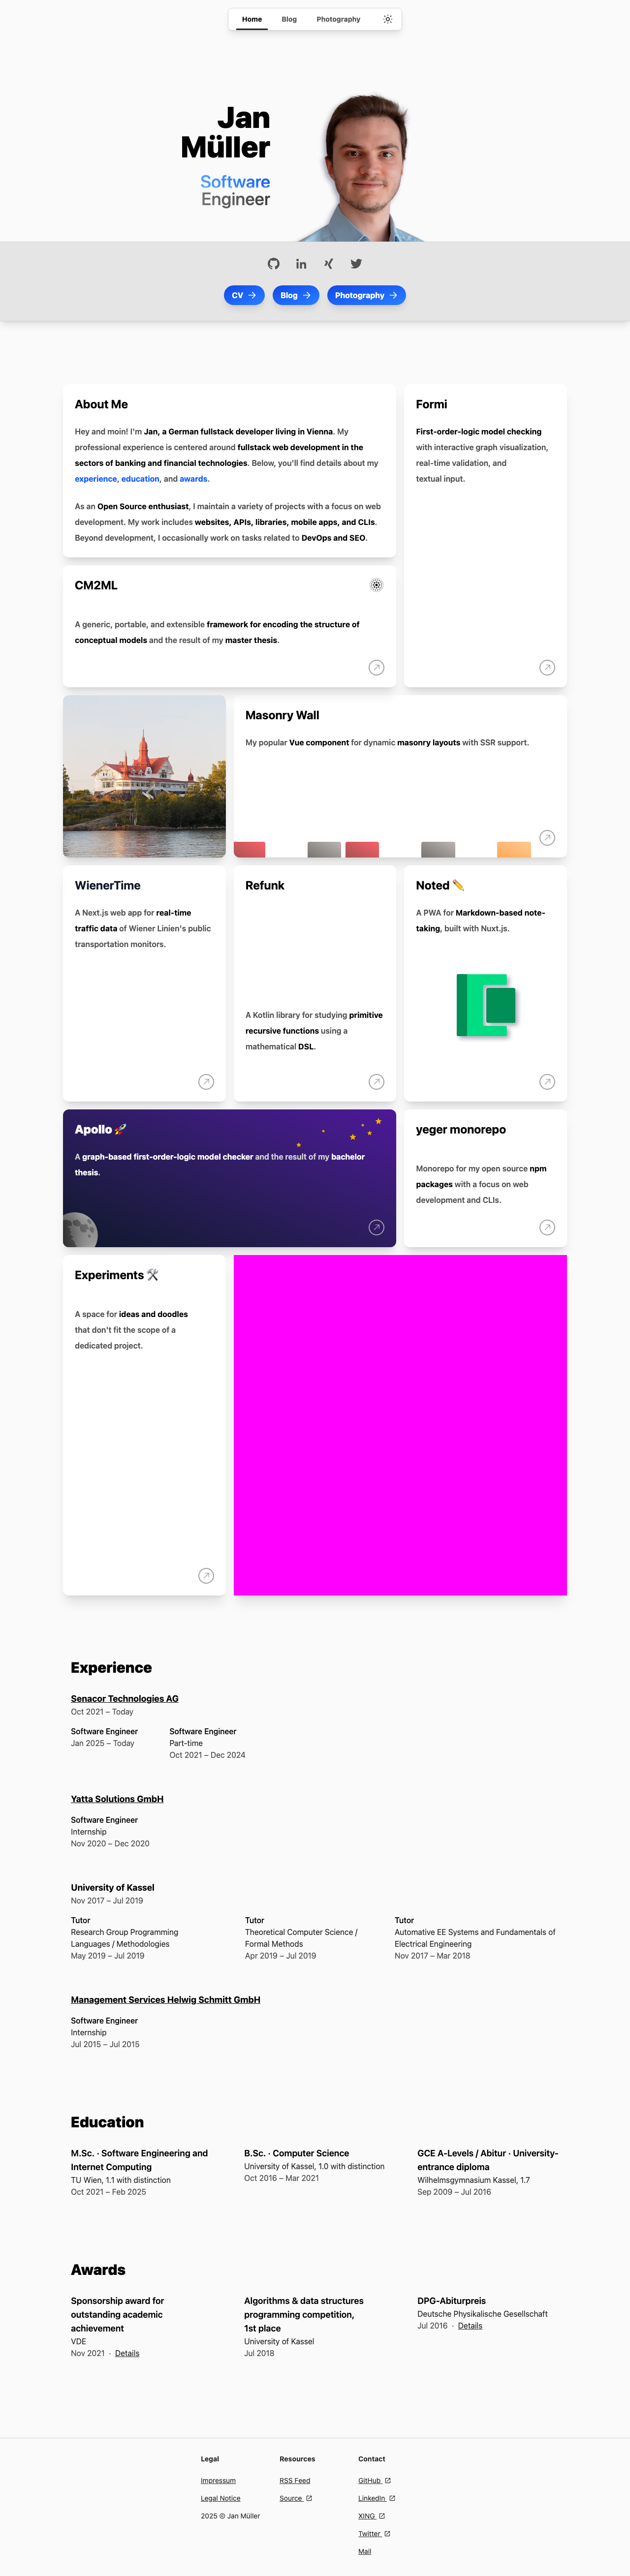 Home
Blog
Photography
Jan
Müller
Software
Engineer
CV
Blog
Photography
About Me
Hey and moin! I'm Jan, a German fullstack developer living in Vienna. My
professional experience is centered around fullstack web development in the
sectors of banking and financial technologies. Below, you'll find details about my
experience, education, and awards.
As an Open Source enthusiast, I maintain a variety of projects with a focus on web
development. My work includes websites, APIs, libraries, mobile apps, and CLIs.
Beyond development, I occasionally work on tasks related to DevOps and SEO.
Formi
First-order-logic model checking
with interactive graph visualization,
real-time validation, and
textual input.
CM2ML
A generic, portable, and extensible framework for encoding the structure of
conceptual models and the result of my master thesis.
Masonry Wall
My popular Vue component for dynamic masonry layouts with SSR support.
WienerTime
A Next.js web app for real-time
traffic data of Wiener Linien's public
transportation monitors.
Refunk
A Kotlin library for studying primitive
recursive functions using a
mathematical DSL.
Noted ✏️
A PWA for Markdown-based note-
taking, built with Nuxt.js.
Apollo 🚀
A graph-based first-order-logic model checker and the result of my bachelor
thesis.
yeger monorepo
Monorepo for my open source npm
packages with a focus on web
development and CLIs.
Experiments 🛠️
A space for ideas and doodles
that don't fit the scope of a
dedicated project.
Experience
Senacor Technologies AG
Oct 2021 – Today
Software Engineer
Jan 2025 – Today
Software Engineer
Part-time
Oct 2021 – Dec 2024
Yatta Solutions GmbH
Software Engineer
Internship
Nov 2020 – Dec 2020
University of Kassel
Nov 2017 – Jul 2019
Tutor
Research Group Programming
Languages / Methodologies
May 2019 – Jul 2019
Tutor
Theoretical Computer Science /
Formal Methods
Apr 2019 – Jul 2019
Tutor
Automative EE Systems and Fundamentals of
Electrical Engineering
Nov 2017 – Mar 2018
Management Services Helwig Schmitt GmbH
Software Engineer
Internship
Jul 2015 – Jul 2015
Education
M.Sc. · Software Engineering and
Internet Computing
TU Wien, 1.1 with distinction
Oct 2021 – Feb 2025
B.Sc. · Computer Science
University of Kassel, 1.0 with distinction
Oct 2016 – Mar 2021
GCE A-Levels / Abitur · University-
entrance diploma
Wilhelmsgymnasium Kassel, 1.7
Sep 2009 – Jul 2016
Awards
Sponsorship award for
outstanding academic
achievement
VDE
Nov 2021 · Details
Algorithms & data structures
programming competition,
1st place
University of Kassel
Jul 2018
DPG-Abiturpreis
Deutsche Physikalische Gesellschaft
Jul 2016 · Details
Legal
Impressum
Legal Notice
2025 © Jan Müller
Resources
RSS Feed
Source
Contact
GitHub
LinkedIn
XING
Twitter
Mail